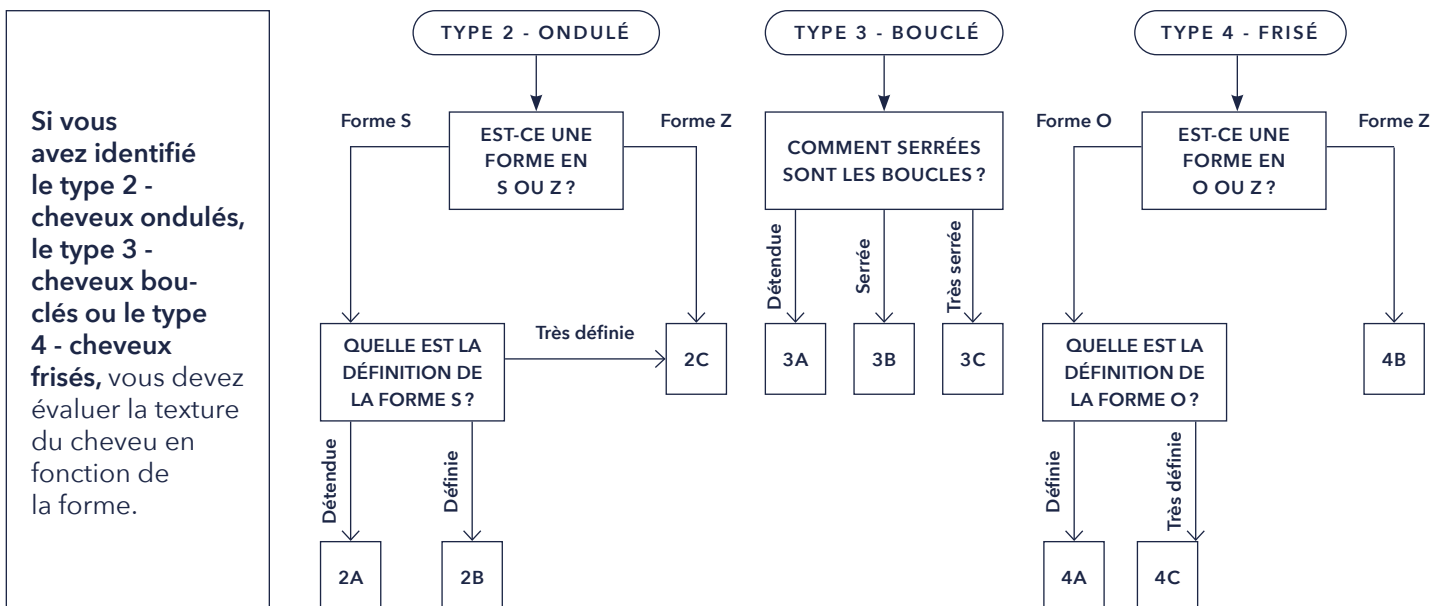 Si vous
avez identifié
le type 2 -
cheveux ondulés,
le type 3 -
cheveux bou-
clés ou le type
4 - cheveux
frisés, vous devez
évaluer la texture
du cheveu en
fonction de
la forme.
TYPE 2 - ONDULÉ
Forme S
EST-CE UNE
FORME EN
S OU Z ?
Forme Z
QUELLE EST LA
DÉFINITION DE
LA FORME S ?
Très définie
2C
Détendue
Définie
2A
2B
TYPE 3 - BOUCLÉ
COMMENT SERRÉES
SONT LES BOUCLES ?
Détendue
Serrée
Très serrée
3A
3B
3C
TYPE 4 - FRISÉ
Forme O
EST-CE UNE
FORME EN
O OU Z ?
Forme Z
QUELLE EST LA
DÉFINITION DE
LA FORME O ?
4B
Définie
Très définie
4A
4C